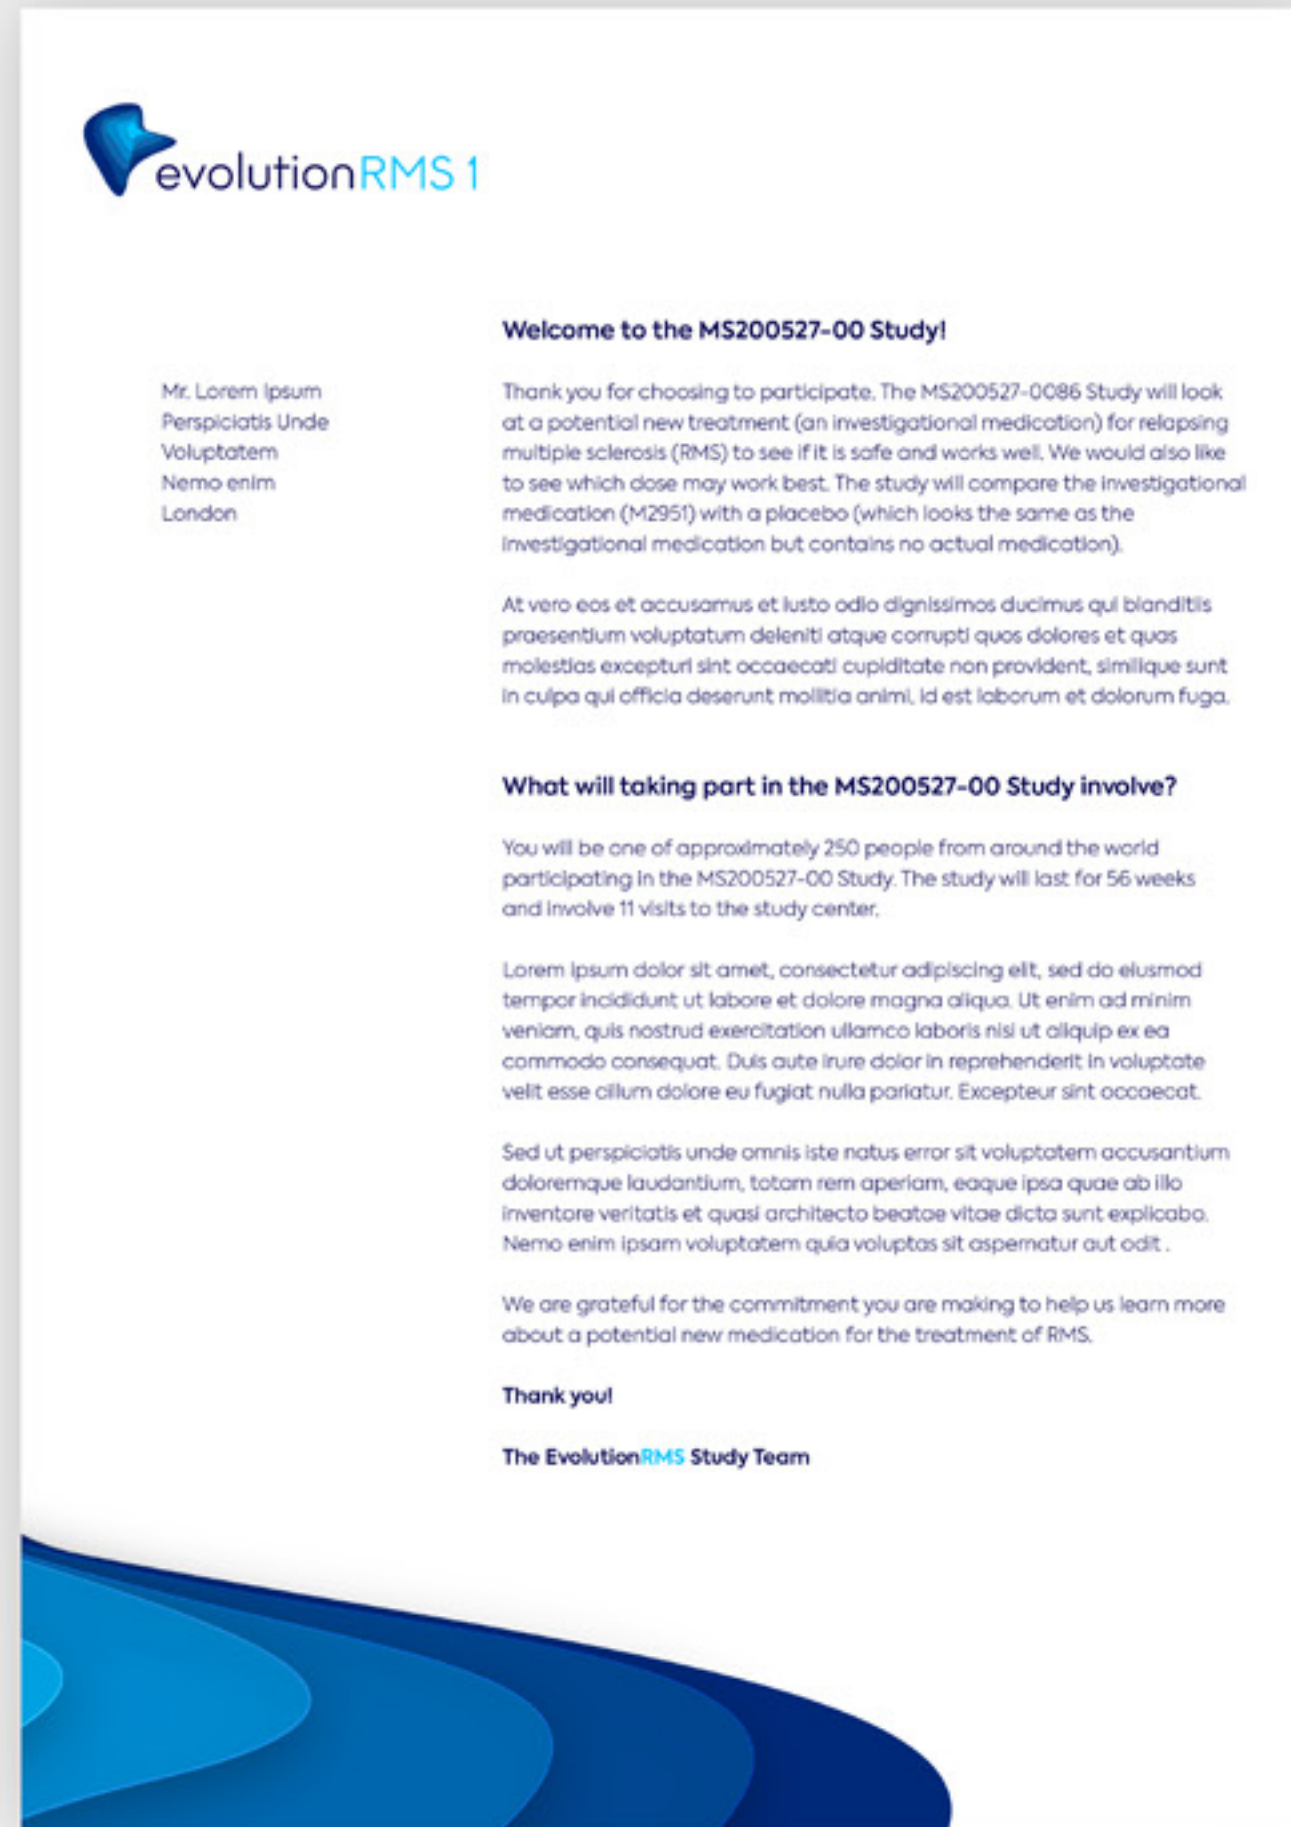 evolutionRMS 1
Welcome to the MS200527-00 Study!
Mr. Lorem Ipsum
Perspiciatis Unde
Voluptatem
Nemo enim
London
Thank you for choosing to participate. The MS200527-0086 Study will look
at a potential new treatment (an investigational medication) for relapsing
multiple sclerosis (RMS) to see if it is safe and works well. We would also like
to see which dose may work best. The study will compare the investigational
medication (M2951) with a placebo (which looks the same as the
investigational medication but contains no actual medication).
At vero eos et accusamus et iusto odio dignissimos ducimus qui blanditiis
praesentium voluptatum deleniti atque corrupti quos dolores et quas
molestias excepturi sint occaecati cupiditate non provident, similique sunt
in culpa qui officia deserunt mollitia animi, id est laborum et dolorum fuga.
What will taking part in the MS200527-00 Study involve?
You will be one of approximately 250 people from around the world
participating in the MS200527-00 Study. The study will last for 56 weeks
and involve 11 visits to the study center.
Lorem ipsum dolor sit amet, consectetur adipiscing elit, sed do eiusmod
tempor incididunt ut labore et dolore magna aliqua. Ut enim ad minim
veniam, quis nostrud exercitation ullamco laboris nisi ut aliquip ex ea
commodo consequat. Duis aute irure dolor in reprehenderit in voluptate
velit esse cillum dolore eu fugiat nulla pariatur. Excepteur sint occaecat.
Sed ut perspiciatis unde omnis iste natus error sit voluptatem accusantium
doloremque laudantium, totam rem aperiam, eaque ipsa quae ab illo
inventore veritatis et quasi architecto beatae vitae dicta sunt explicabo.
Nemo enim ipsam voluptatem quia voluptas sit aspernatur aut odit .
We are grateful for the commitment you are making to help us learn more
about a potential new medication for the treatment of RMS.
Thank you!
The EvolutionRMS Study Team